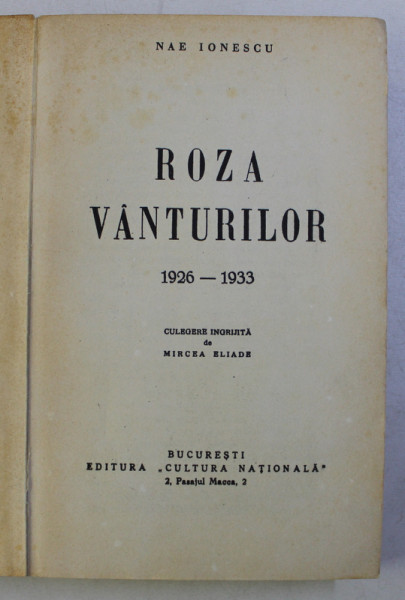 NAE IONESCU
ROZA
VÂNTURILOR
1926 — 1933
CULEGERE INGRIJITĂ
de
MIRCEA ELIADE
BUCUREȘTI
EDITURA „CULTURA NAȚIONALĂ"
2, Pasajul Macca, 2